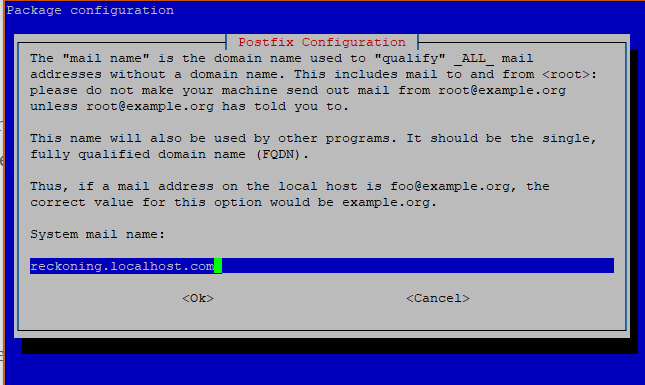 Package configuration
Postfix Configuration
The "mail name" is the domain name used to "qualify" _ALL_ mail
addresses without a domain name. This includes mail to and from <root>:
please do not make your machine send out mail from root@example.org
unless root@example.org has told you to.
This name will also be used by other programs. It should be the single,
fully qualified domain name (FQDN).
Thus, if a mail address on the local host is foo@example.org, the
correct value for this option would be example.org.
System mail name:
reckoning.localhost.com
<Ok> <Cancel>